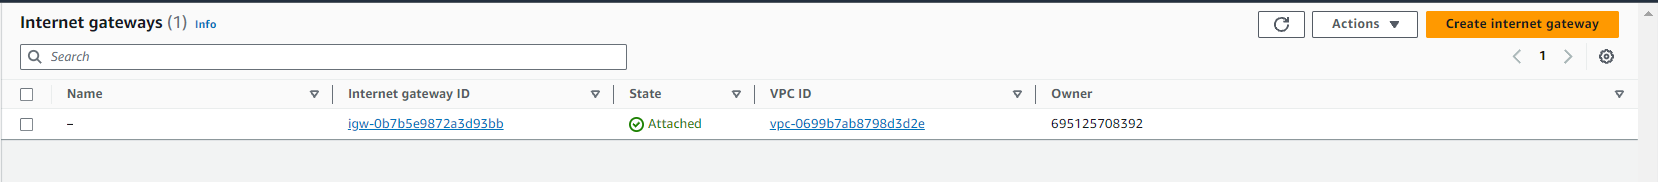 Internet gateways (1) Info
Actions
Create internet gateway
Search
1
Name Internet gateway ID State VPC ID Owner
– igw-0b7b5e9872a3d93bb Attached vpc-0699b7ab8798d3d2e 695125708392